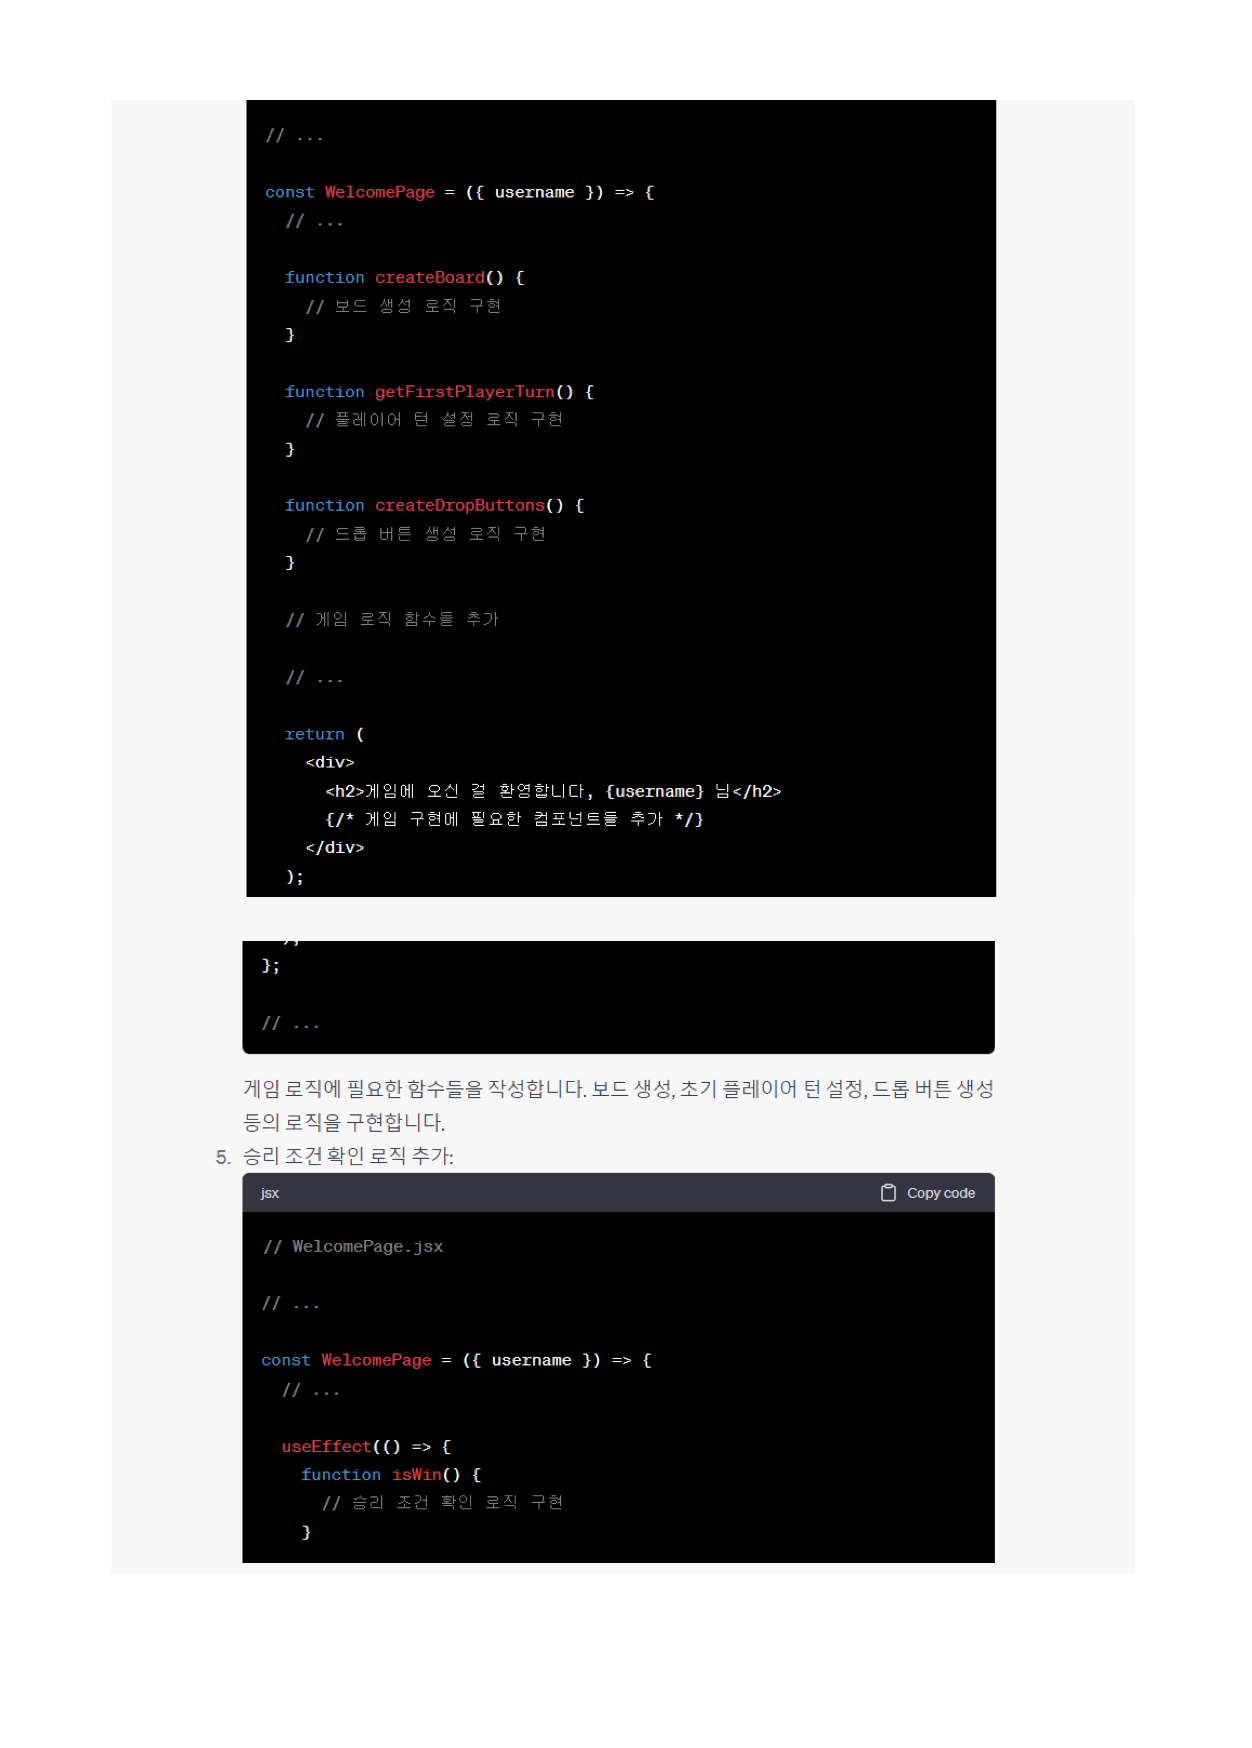 // ...
const WelcomePage = ({ username }) => {
// ...
function createBoard() {
// 보드 생성 로직 구현
}
function getFirstPlayerTurn() {
// 플레이어 턴 설정 로직 구현
}
function createDropButtons() {
// 드롭 버튼 생성 로직 구현
}
// 게임 로직 함수들 추가
// ...
return (
<div>
<h2>게임에 오신 걸 환영합니다, {username} 님</h2>
{/* 게임 구현에 필요한 컴포넌트들 추가 */}
</div>
);
};
// ...
게임 로직에 필요한 함수들을 작성합니다. 보드 생성, 초기 플레이어 턴 설정, 드롭 버튼 생성
등의 로직을 구현합니다.
5. 승리 조건 확인 로직 추가:
jsx Copy code
// WelcomePage.jsx
// ...
const WelcomePage = ({ username }) => {
// ...
useEffect(() => {
function isWin() {
// 승리 조건 확인 로직 구현
}